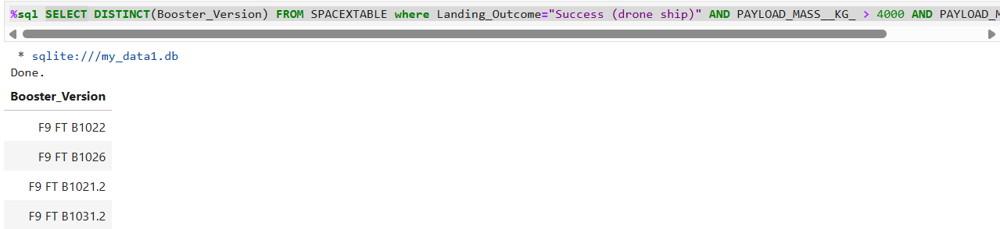 %sql SELECT DISTINCT(Booster_Version) FROM SPACEXTABLE where Landing_Outcome="Success (drone ship)" AND PAYLOAD_MASS__KG_ > 4000 AND PAYLOAD_M
* sqlite:///my_data1.db
Done.
Booster_Version
F9 FT B1022
F9 FT B1026
F9 FT B1021.2
F9 FT B1031.2